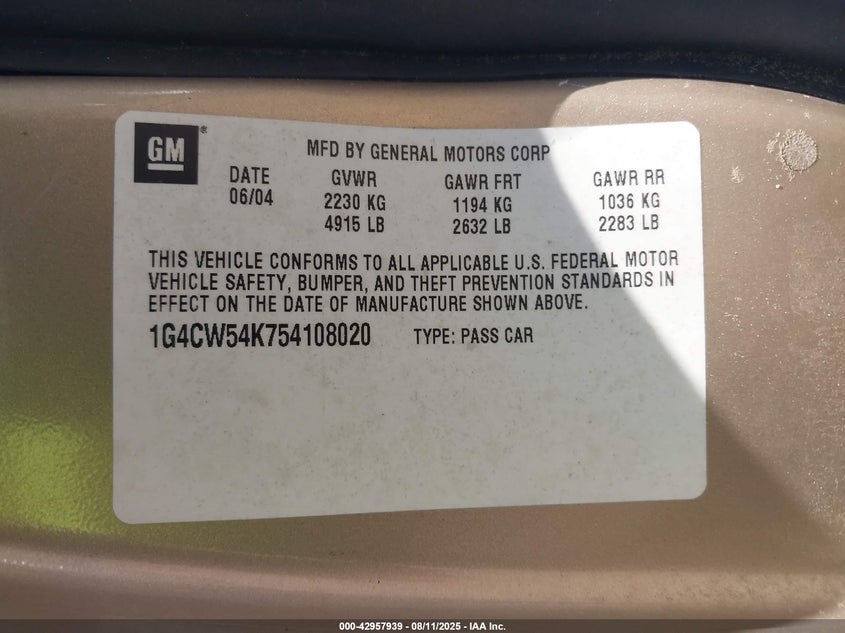 GM®
MFD BY GENERAL MOTORS CORP
DATE GVWR GAWR FRT GAWR RR
06/04 2230 KG 1194 KG 1036 KG
4915 LB 2632 LB 2283 LB
THIS VEHICLE CONFORMS TO ALL APPLICABLE U.S. FEDERAL MOTOR
VEHICLE SAFETY, BUMPER, AND THEFT PREVENTION STANDARDS IN
EFFECT ON THE DATE OF MANUFACTURE SHOWN ABOVE.
1G4CW54K754108020 TYPE: PASS CAR
000-42957939 - 08/11/2025 - IAA Inc.